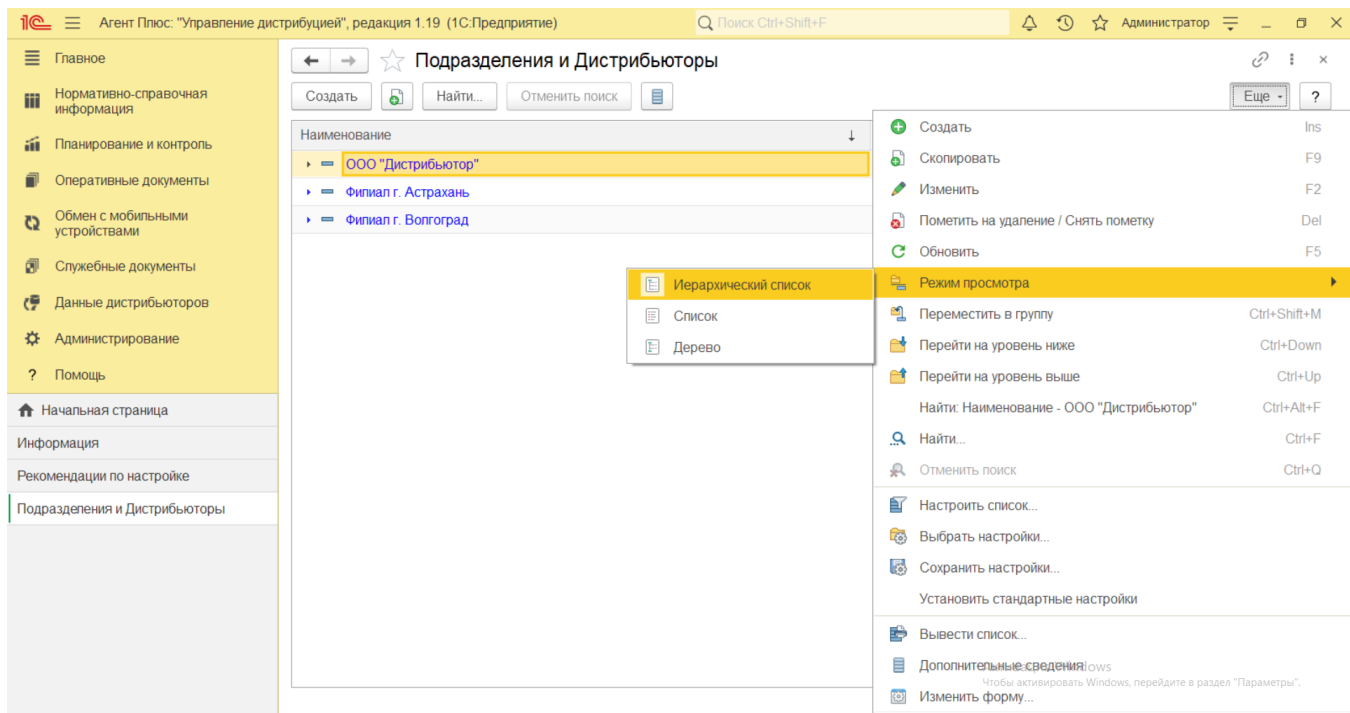 1С Агент Плюс: "Управление дистрибуцией", редакция 1.19 (1С:Предприятие) Поиск Ctrl+Shift+F Администратор
Главное
Нормативно-справочная
информация
Планирование и контроль
Оперативные документы
Обмен с мобильными
устройствами
Служебные документы
Данные дистрибьюторов
Администрирование
? Помощь
Начальная страница
Информация
Рекомендации по настройке
Подразделения и Дистрибьюторы
Подразделения и Дистрибьюторы
Создать Найти... Отменить поиск Еще ?
Наименование
ООО "Дистрибьютор"
Филиал г. Астрахань
Филиал г. Волгоград
Иерархический список
Список
Дерево
Создать Ins
Скопировать F9
Изменить F2
Пометить на удаление / Снять пометку Del
Обновить F5
Режим просмотра
Переместить в группу Ctrl+Shift+M
Перейти на уровень ниже Ctrl+Down
Перейти на уровень выше Ctrl+Up
Найти: Наименование - ООО "Дистрибьютор" Ctrl+Alt+F
Найти... Ctrl+F
Отменить поиск Ctrl+Q
Настроить список...
Выбрать настройки...
Сохранить настройки...
Установить стандартные настройки
Вывести список...
Дополнительные сведения
Чтобы активировать Windows, перейдите в раздел "Параметры".
Изменить форму...